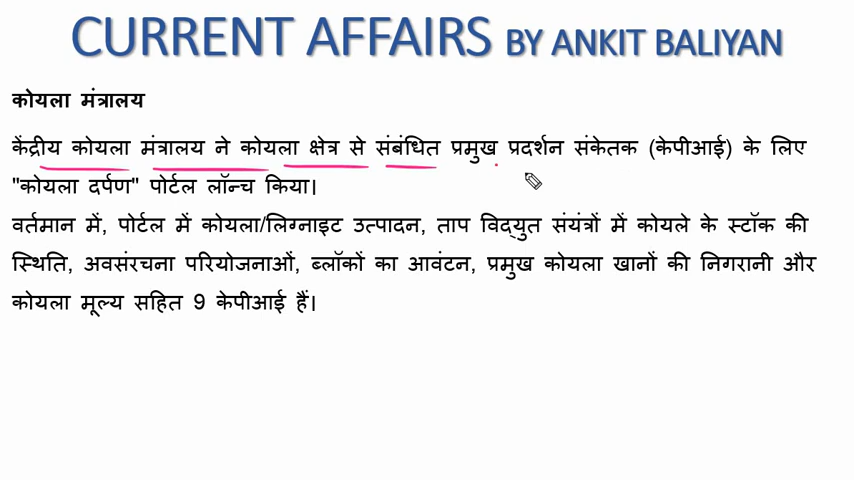 CURRENT AFFAIRS BY ANKIT BALIYAN
कोयला मंत्रालय
केंद्रीय कोयला मंत्रालय ने कोयला क्षेत्र से संबंधित प्रमुख प्रदर्शन संकेतक (केपीआई) के लिए
"कोयला दर्पण" पोर्टल लॉन्च किया।
वर्तमान में, पोर्टल में कोयला/लिग्नाइट उत्पादन, ताप विद्युत संयंत्रों में कोयले के स्टॉक की
स्थिति, अवसंरचना परियोजनाओं, ब्लॉकों का आवंटन, प्रमुख कोयला खानों की निगरानी और
कोयला मूल्य सहित 9 केपीआई हैं।